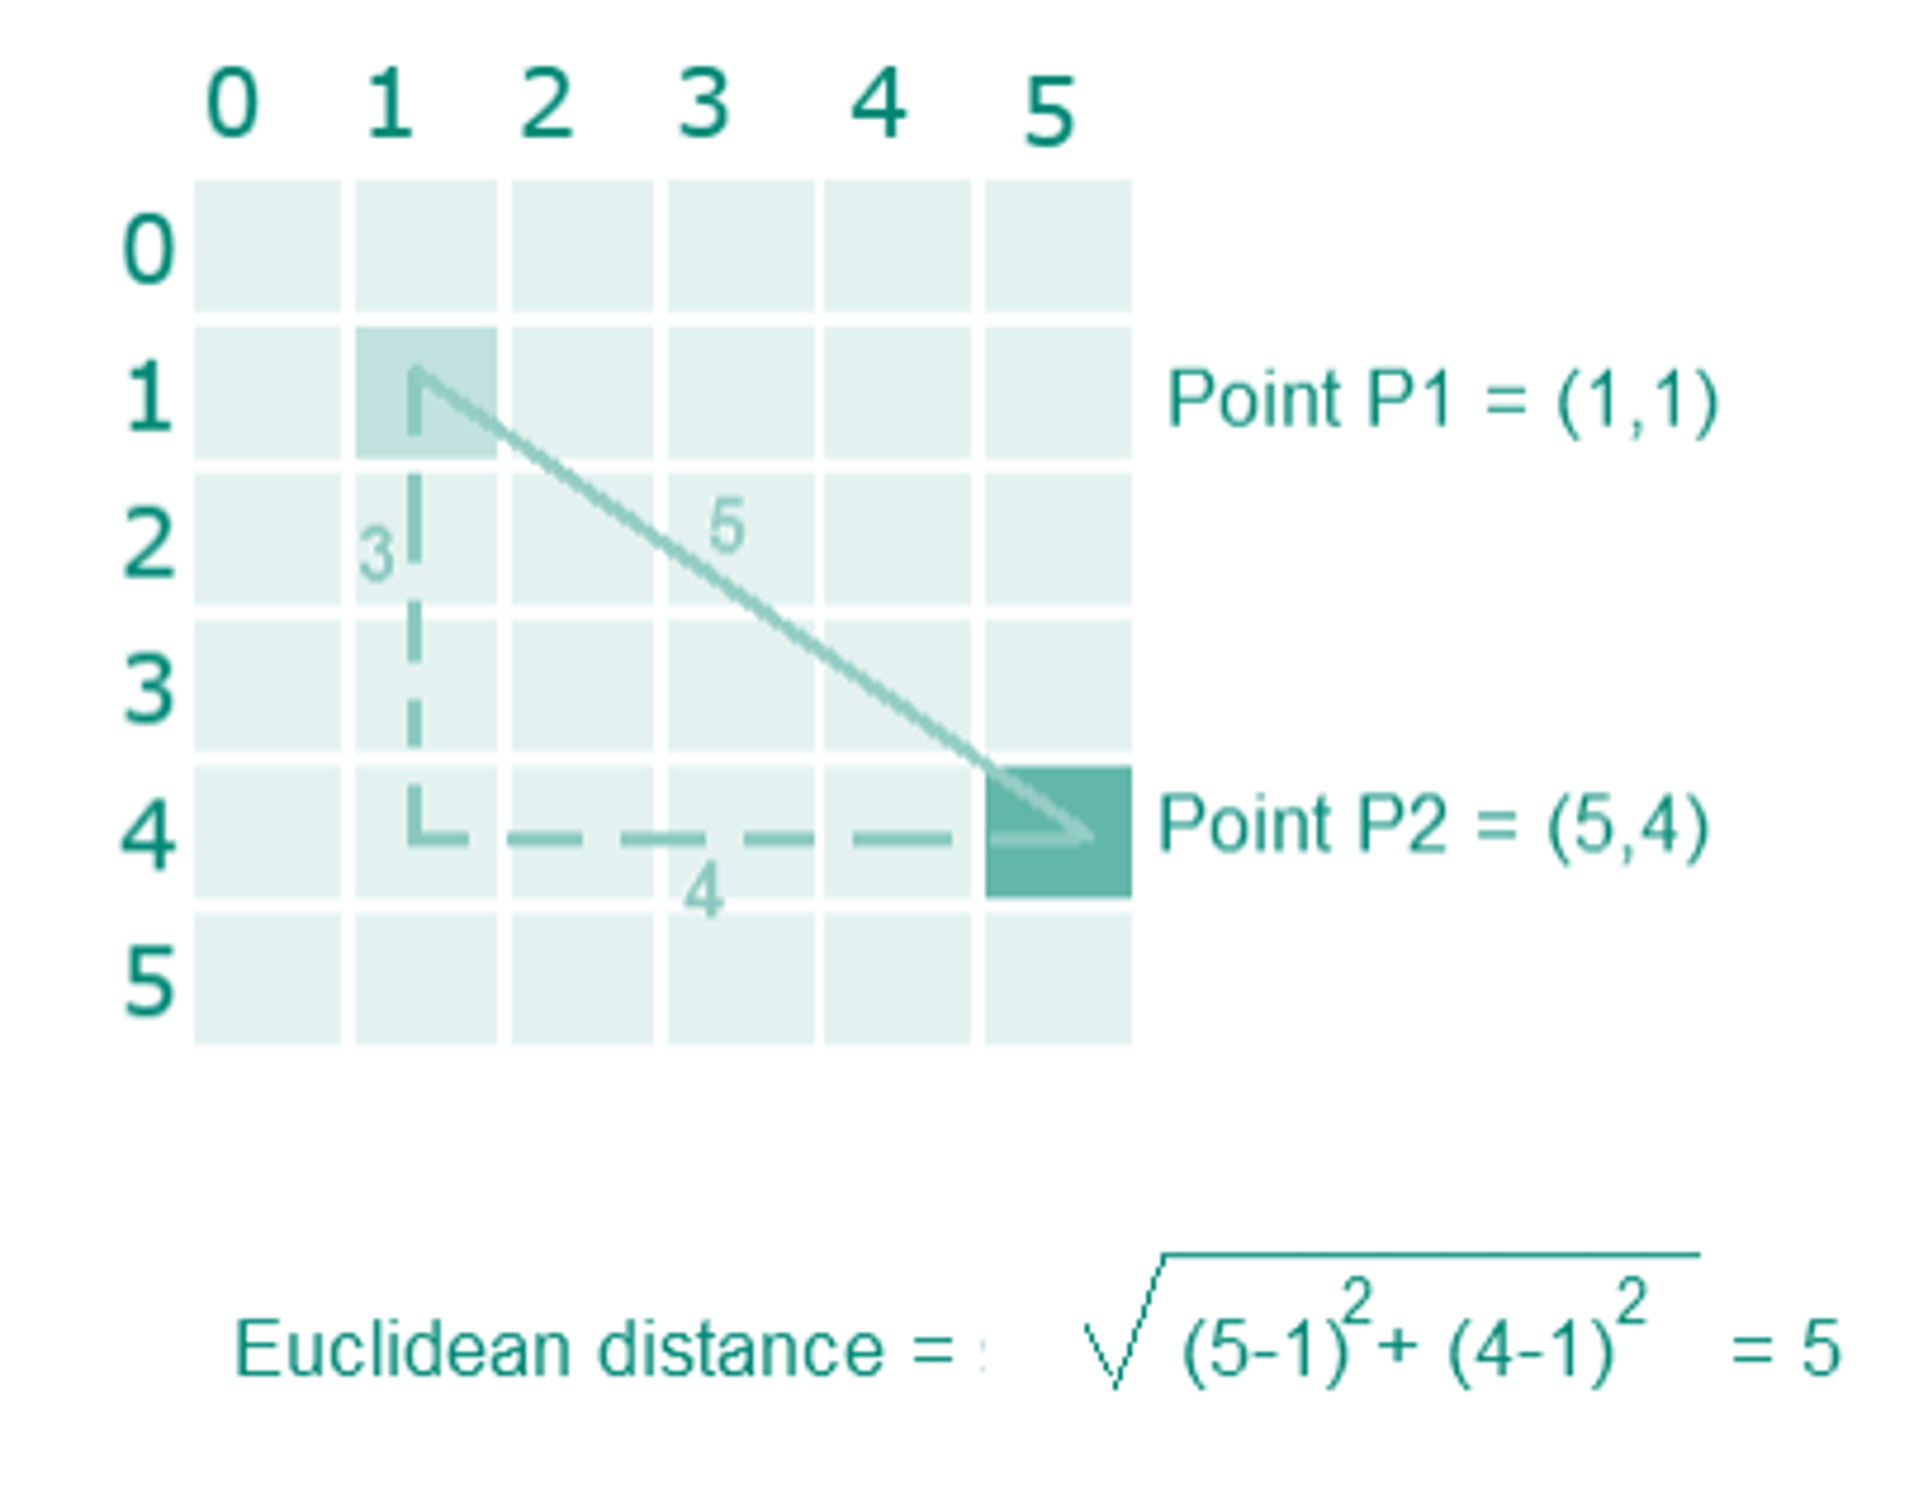 0 1 2 3 4 5
0
1 Point P1 = (1,1)
2 3 5
3
4 Point P2 = (5,4)
4
5
Euclidean distance = √(5-1)²+ (4-1)² = 5